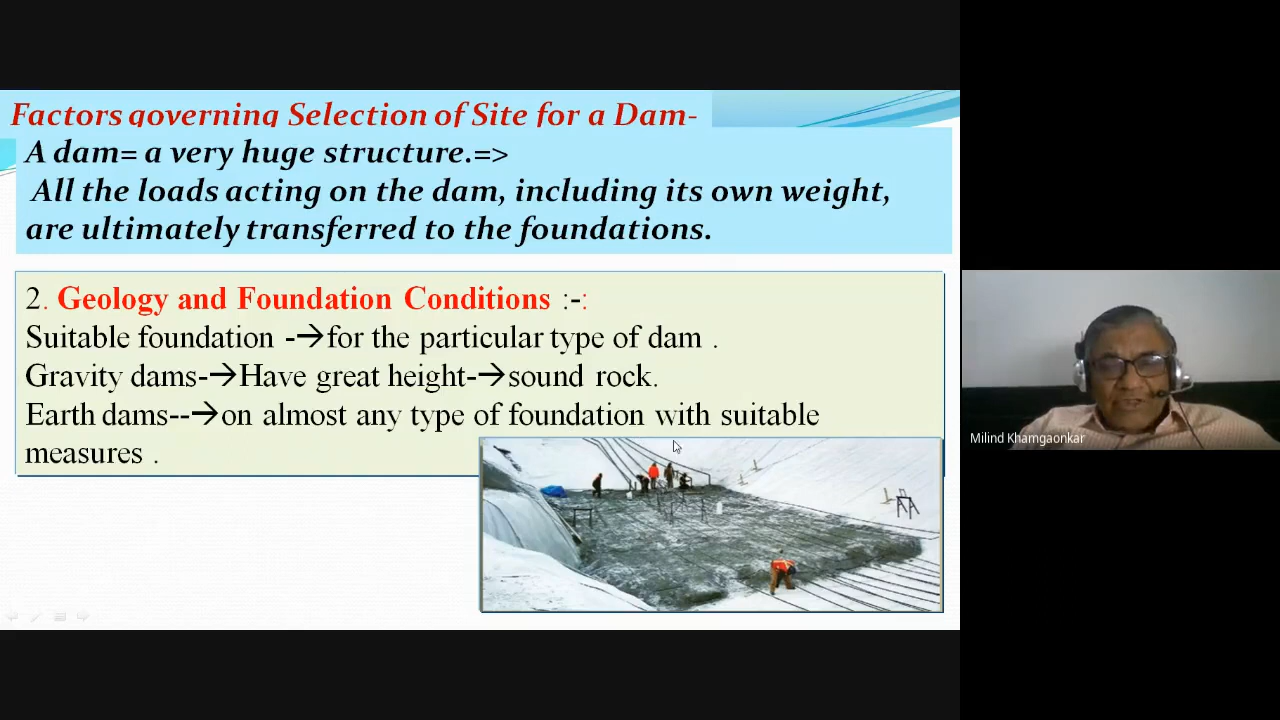 Factors governing Selection of Site for a Dam-
A dam= a very huge structure.=>
All the loads acting on the dam, including its own weight,
are ultimately transferred to the foundations.
2. Geology and Foundation Conditions :-:
Suitable foundation -→for the particular type of dam .
Gravity dams-→Have great height-→sound rock.
Earth dams--→on almost any type of foundation with suitable
measures .
Milind Khamgaonkar